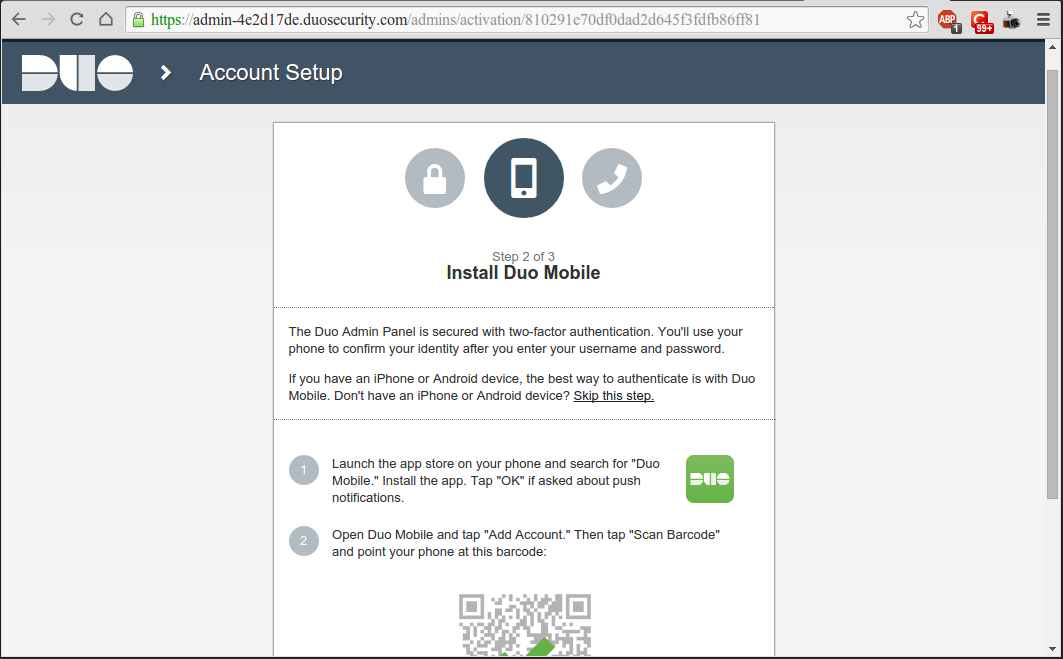 https://admin-4e2d17de.duosecurity.com/admins/activation/810291e70df0dad2d645f3fdfb86ff81
ABP
1
99+
DUO
Account Setup
Step 2 of 3
Install Duo Mobile
The Duo Admin Panel is secured with two-factor authentication. You'll use your
phone to confirm your identity after you enter your username and password.
If you have an iPhone or Android device, the best way to authenticate is with Duo
Mobile. Don't have an iPhone or Android device? Skip this step.
1
Launch the app store on your phone and search for "Duo
Mobile." Install the app. Tap "OK" if asked about push
notifications.
DUO
2
Open Duo Mobile and tap "Add Account." Then tap "Scan Barcode"
and point your phone at this barcode: